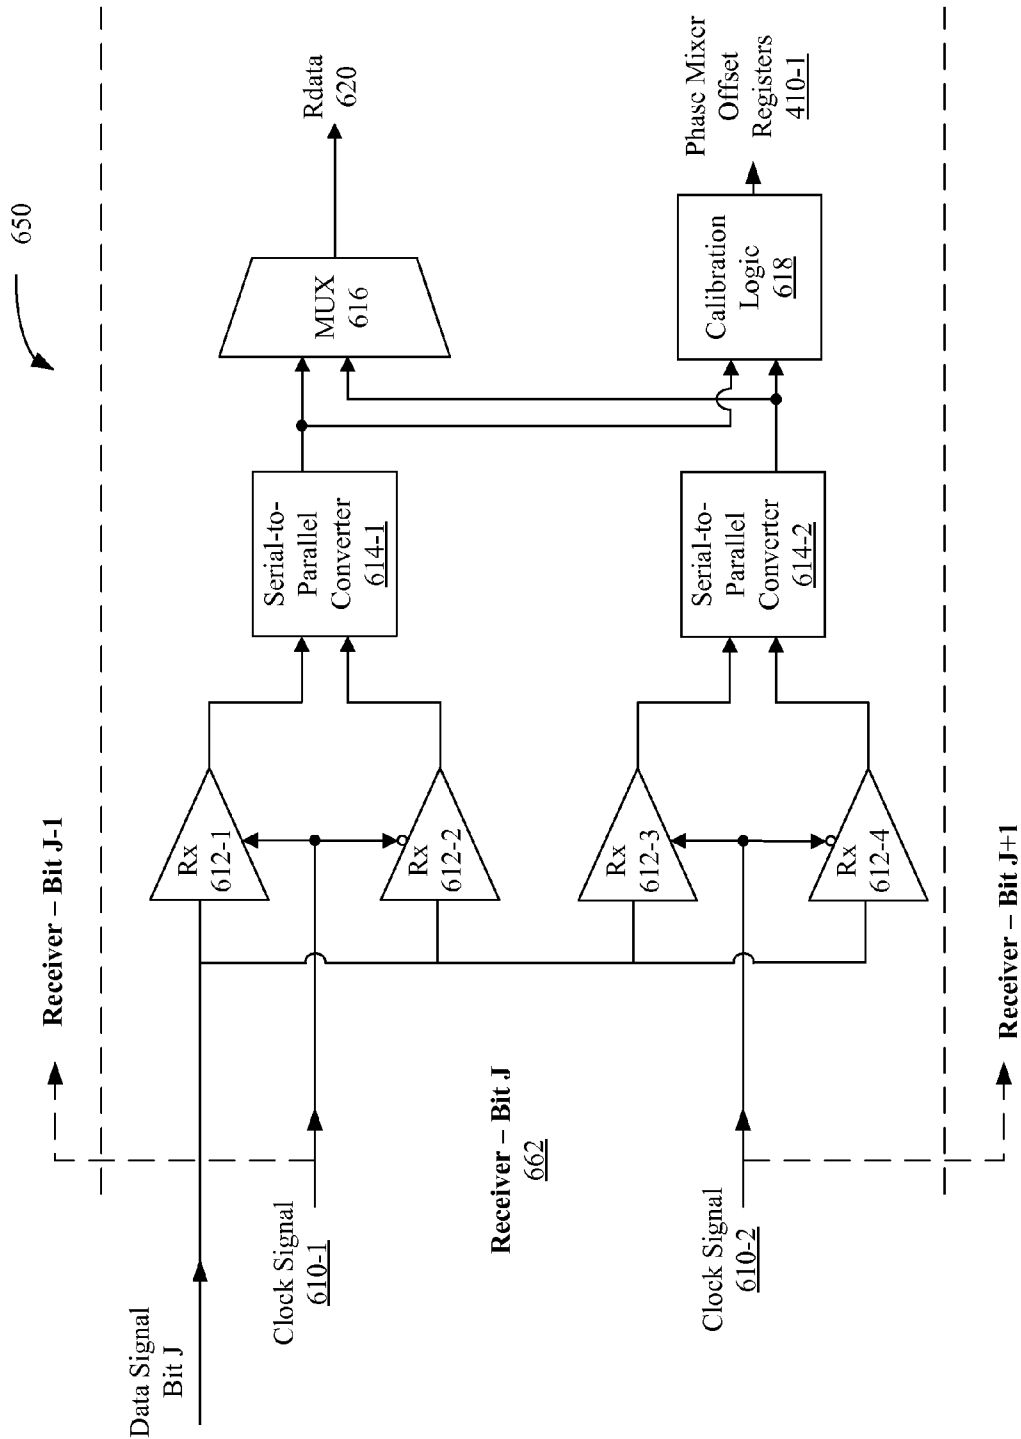 650
Receiver – Bit J-1
Data Signal
Bit J
Clock Signal
610-1
Rx
612-1
Rx
612-2
Serial-to-
Parallel
Converter
614-1
MUX
616
Rdata
620
Receiver – Bit J
662
Clock Signal
610-2
Rx
612-3
Rx
612-4
Serial-to-
Parallel
Converter
614-2
Calibration
Logic
618
Phase Mixer
Offset
Registers
410-1
Receiver – Bit J+1